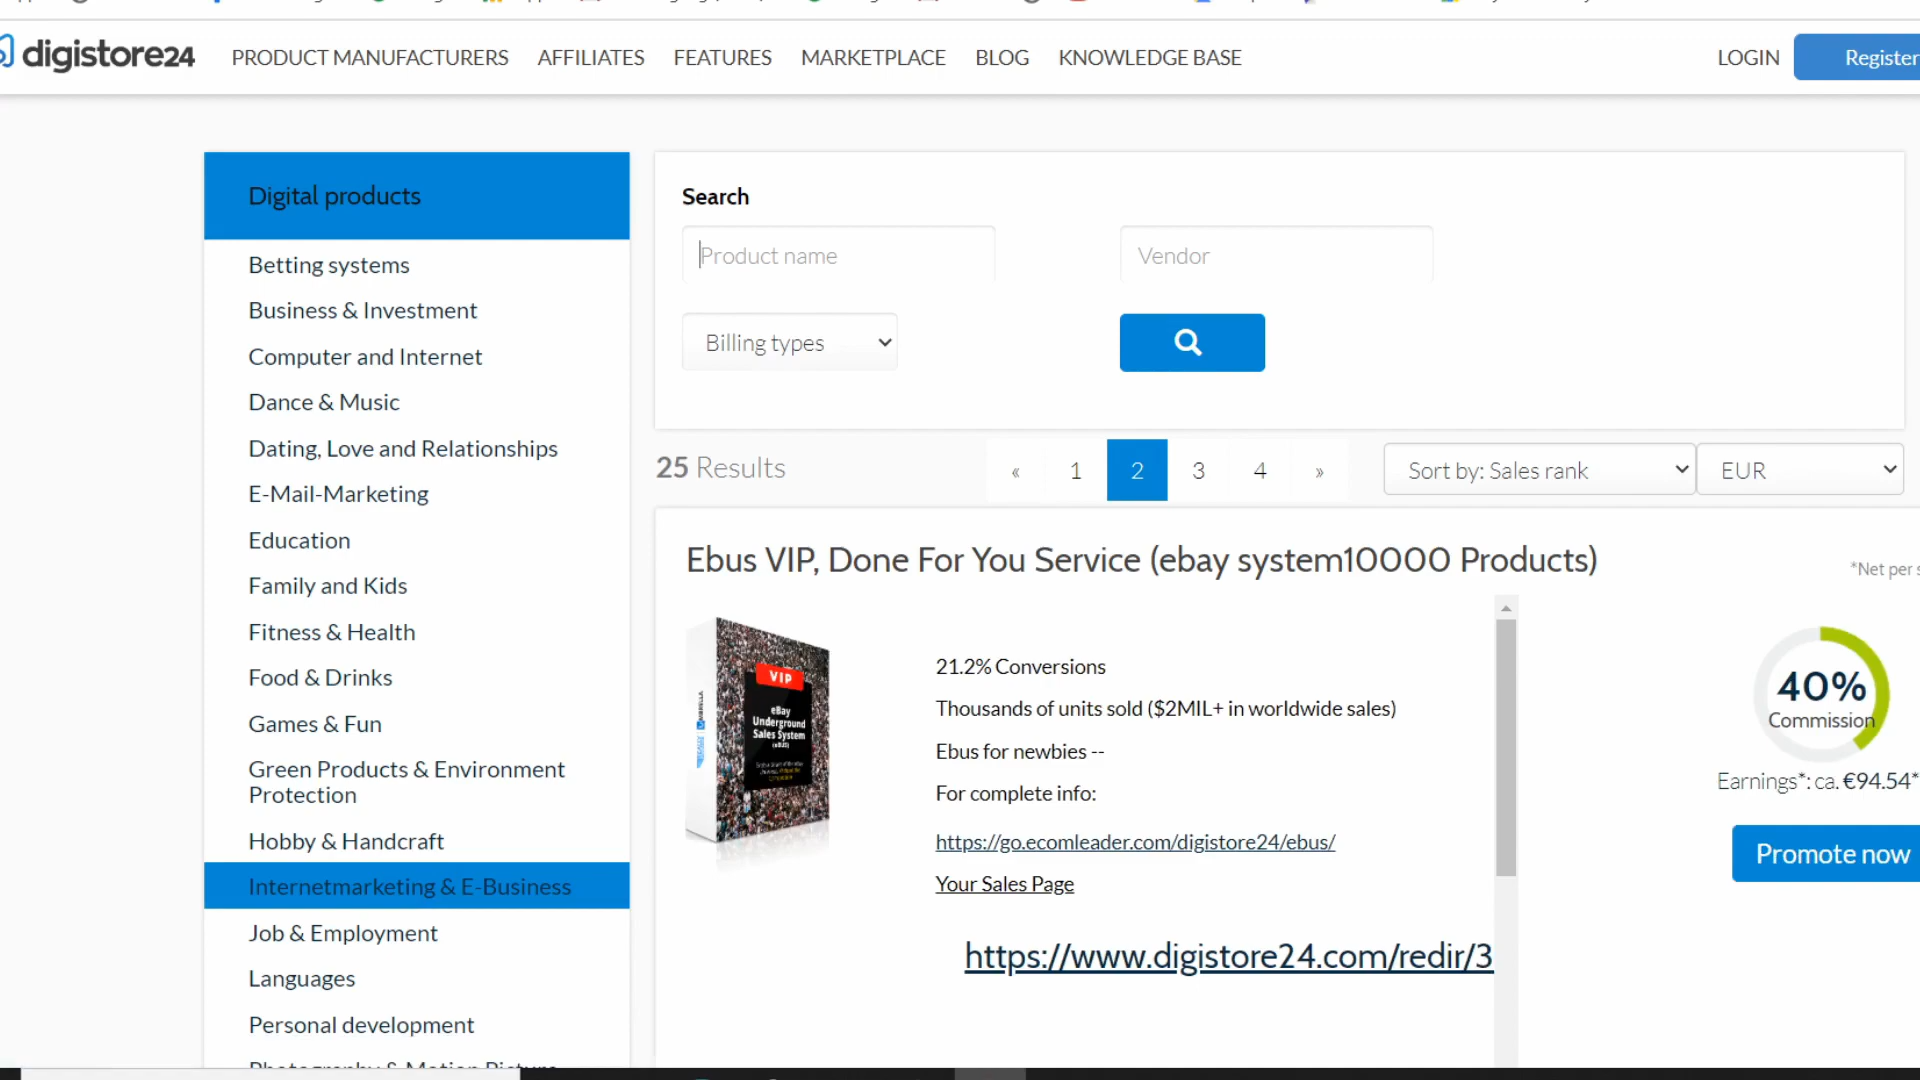 digistore24 PRODUCT MANUFACTURERS AFFILIATES FEATURES MARKETPLACE BLOG KNOWLEDGE BASE LOGIN Register
Digital products
Betting systems
Business & Investment
Computer and Internet
Dance & Music
Dating, Love and Relationships
E-Mail-Marketing
Education
Family and Kids
Fitness & Health
Food & Drinks
Games & Fun
Green Products & Environment
Protection
Hobby & Handcraft
Internetmarketing & E-Business
Job & Employment
Languages
Personal development
Search
Product name Vendor
Billing types
25 Results « 1 2 3 4 » Sort by: Sales rank EUR
Ebus VIP, Done For You Service (ebay system10000 Products)
*Net per
VIP
eBay
Underground
Sales System
(eBUS)
21.2% Conversions
Thousands of units sold ($2MIL+ in worldwide sales)
Ebus for newbies --
For complete info:
https://go.ecomleader.com/digistore24/ebus/
Your Sales Page
https://www.digistore24.com/redir/3
40%
Commission
Earnings*: ca. €94.54*
Promote now